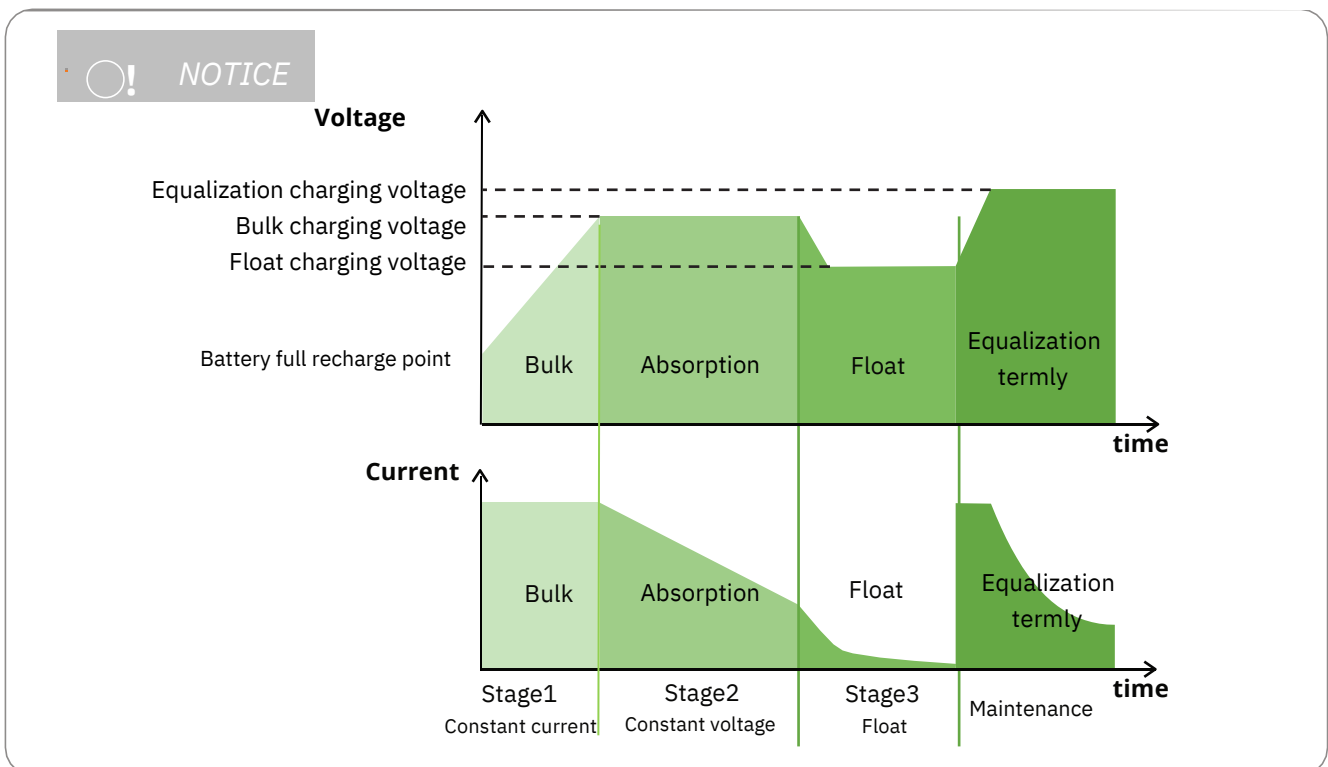 ! NOTICE
Voltage
Equalization charging voltage
Bulk charging voltage
Float charging voltage
Battery full recharge point
Bulk
Absorption
Float
Equalization
termly
time
Current
Bulk
Absorption
Float
Equalization
termly
time
Stage1
Constant current
Stage2
Constant voltage
Stage3
Float
Maintenance